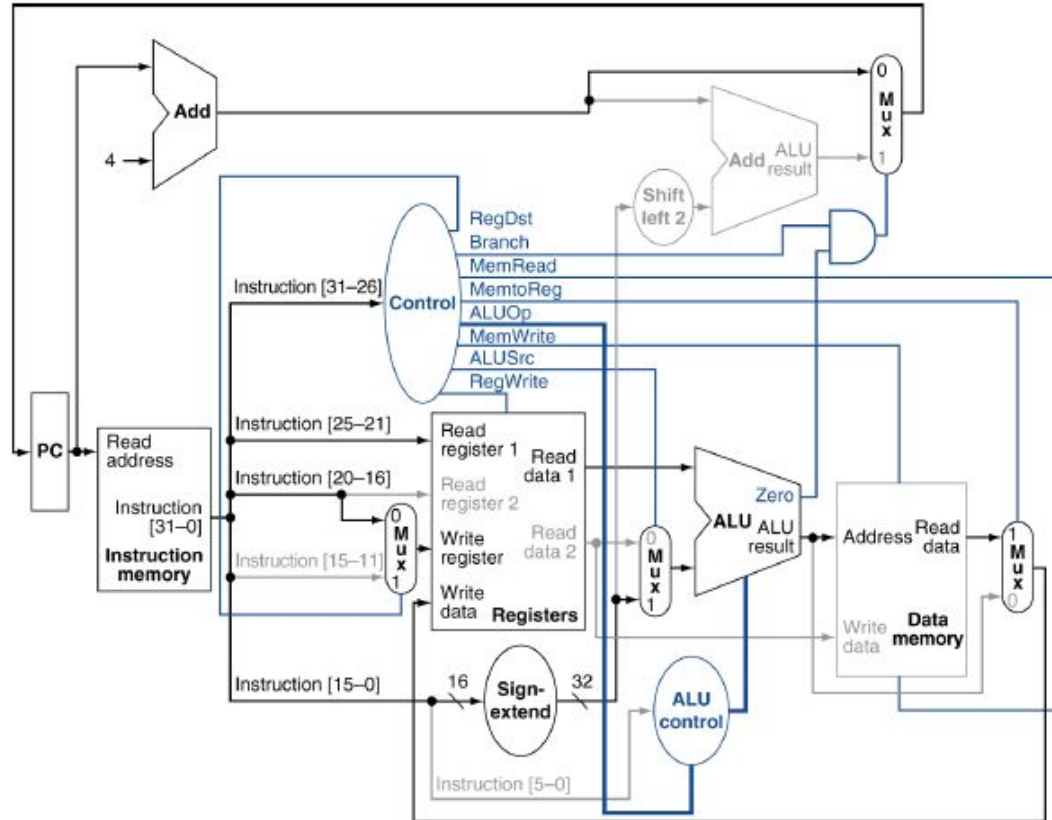 Add
4
0
M
u
x
1
Add
ALU
result
Shift
left 2
RegDst
Branch
MemRead
MemtoReg
ALUOp
MemWrite
ALUSrc
RegWrite
Instruction [31–26]
Control
PC
Read
address
Instruction
[31–0]
Instruction
memory
Instruction [25–21]
Instruction [20–16]
Instruction [15–11]
0
M
u
x
1
Read
register 1
Read
register 2
Write
register
Write
data
Read
data 1
Read
data 2
Registers
0
M
u
x
1
Zero
ALU
ALU
result
Address
Read
data
Write
data
Data
memory
1
M
u
x
0
Instruction [15–0]
16
Sign-
extend
32
ALU
control
Instruction [5–0]